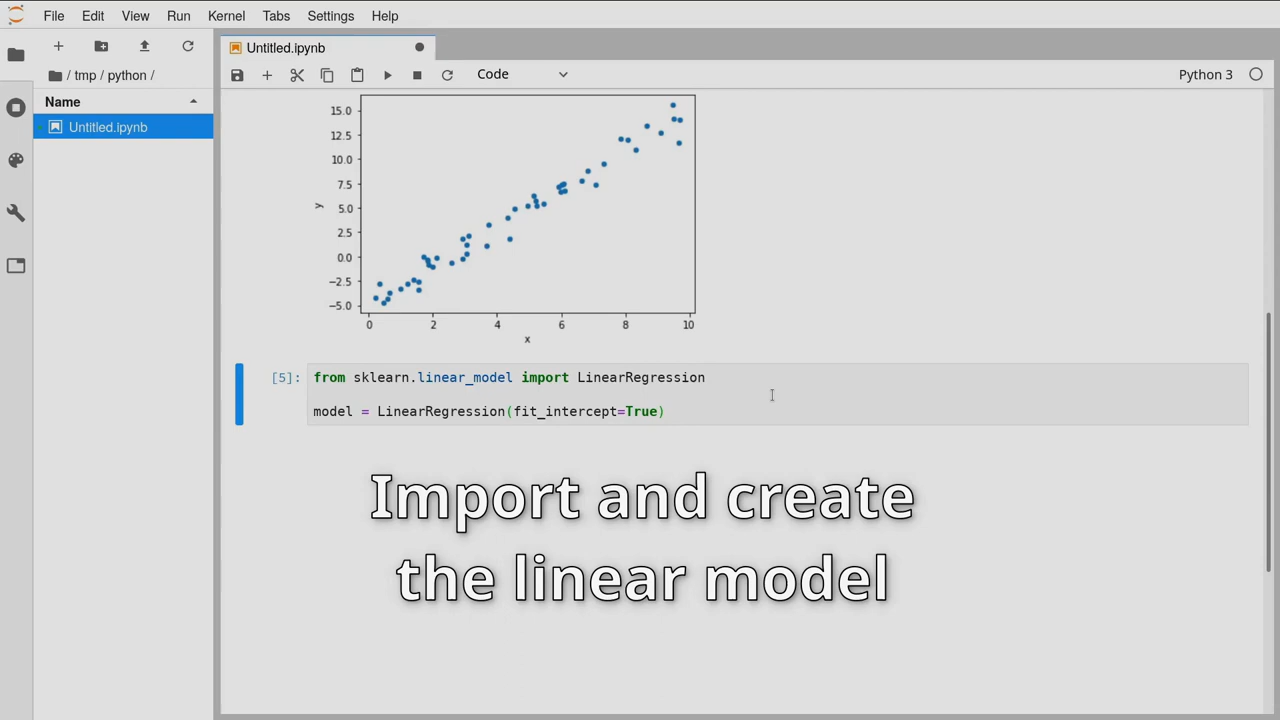 File Edit View Run Kernel Tabs Settings Help
Untitled.ipynb
Code
Python 3
/ tmp / python /
Name
Untitled.ipynb
15.0
12.5
10.0
7.5
5.0
2.5
0.0
−2.5
−5.0
y
0 2 4 6 8 10
x
[5]: from sklearn.linear_model import LinearRegression
model = LinearRegression(fit_intercept=True)
Import and create
the linear model